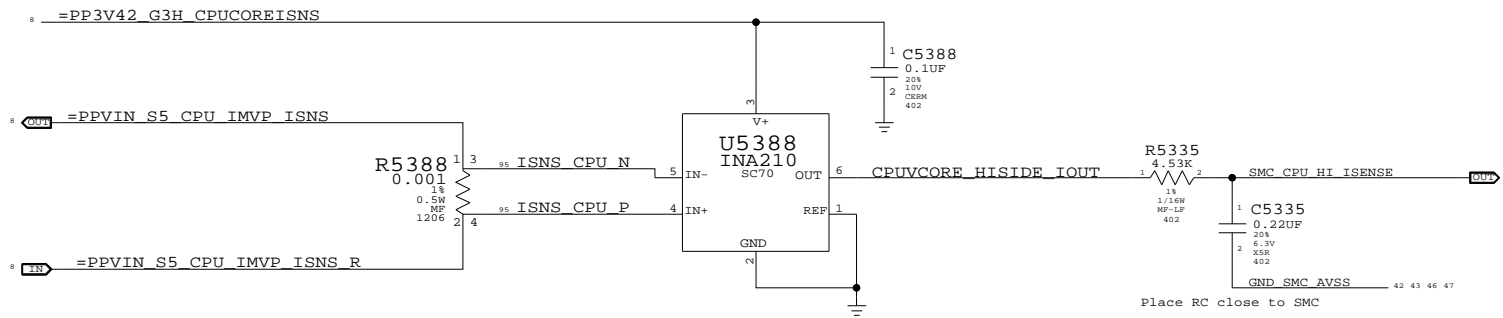 8 =PP3V42_G3H_CPUCOREISNS
1 C5388
0.1UF
20%
10V
2 CERM
402
8 OUT =PPVIN_S5_CPU_IMVP_ISNS
3
V+
U5388
INA210
SC70
R5388 1 3
0.001
1%
0.5W
MF
1206
2 4
95 ISNS_CPU_N 5 IN-
95 ISNS_CPU_P 4 IN+
OUT 6 CPUVCORE_HISIDE_IOUT
REF 1
GND
2
R5335
4.53K
1 2
1%
1/16W
MF-LF
402
SMC_CPU_HI_ISENSE OUT
1 C5335
0.22UF
20%
2 6.3V
X5R
402
8 IN =PPVIN_S5_CPU_IMVP_ISNS_R
GND_SMC_AVSS 42 43 46 47
Place RC close to SMC